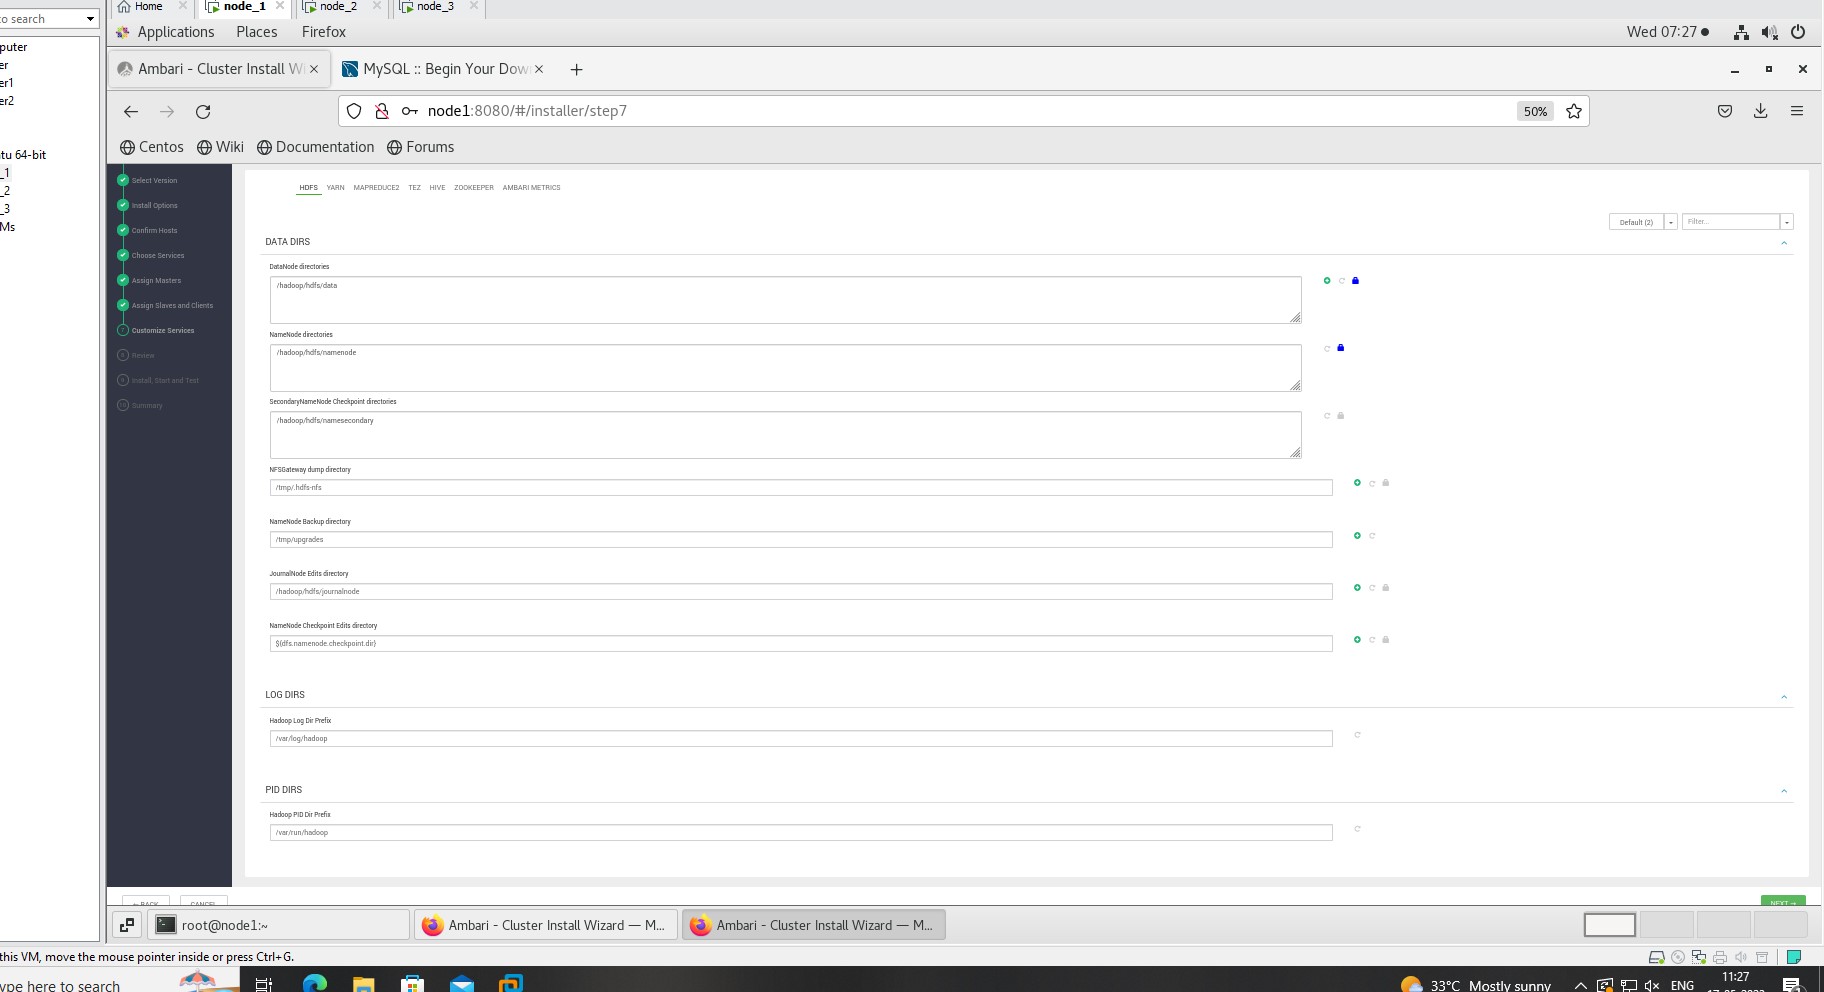 o search
Home
node_1
node_2
node_3
puter
er
er1
er2
tu 64-bit
_1
_2
_3
Ms
Applications
Places
Firefox
Wed 07:27
Ambari - Cluster Install Wi
MySQL :: Begin Your Dow
node1:8080/#/installer/step7
50%
Centos
Wiki
Documentation
Forums
Select Version
Install Options
Confirm Hosts
Choose Services
Assign Masters
Assign Slaves and Clients
7 Customize Services
8 Review
9 Install, Start and Test
10 Summary
HDFS YARN MAPREDUCE2 TEZ HIVE ZOOKEEPER AMBARI METRICS
Default (2)
Filter...
DATA DIRS
DataNode directories
/hadoop/hdfs/data
NameNode directories
/hadoop/hdfs/namenode
SecondaryNameNode Checkpoint directories
/hadoop/hdfs/namesecondary
NFSGateway dump directory
/tmp/.hdfs-nfs
NameNode Backup directory
/tmp/upgrades
JournalNode Edits directory
/hadoop/hdfs/journalnode
NameNode Checkpoint Edits directory
${dfs.namenode.checkpoint.dir}
LOG DIRS
Hadoop Log Dir Prefix
/var/log/hadoop
PID DIRS
Hadoop PID Dir Prefix
/var/run/hadoop
← BACK
CANCEL
NEXT →
root@node1:~
Ambari - Cluster Install Wizard — M...
Ambari - Cluster Install Wizard — M...
this VM, move the mouse pointer inside or press Ctrl+G.
ype here to search
33°C Mostly sunny
ENG
11:27